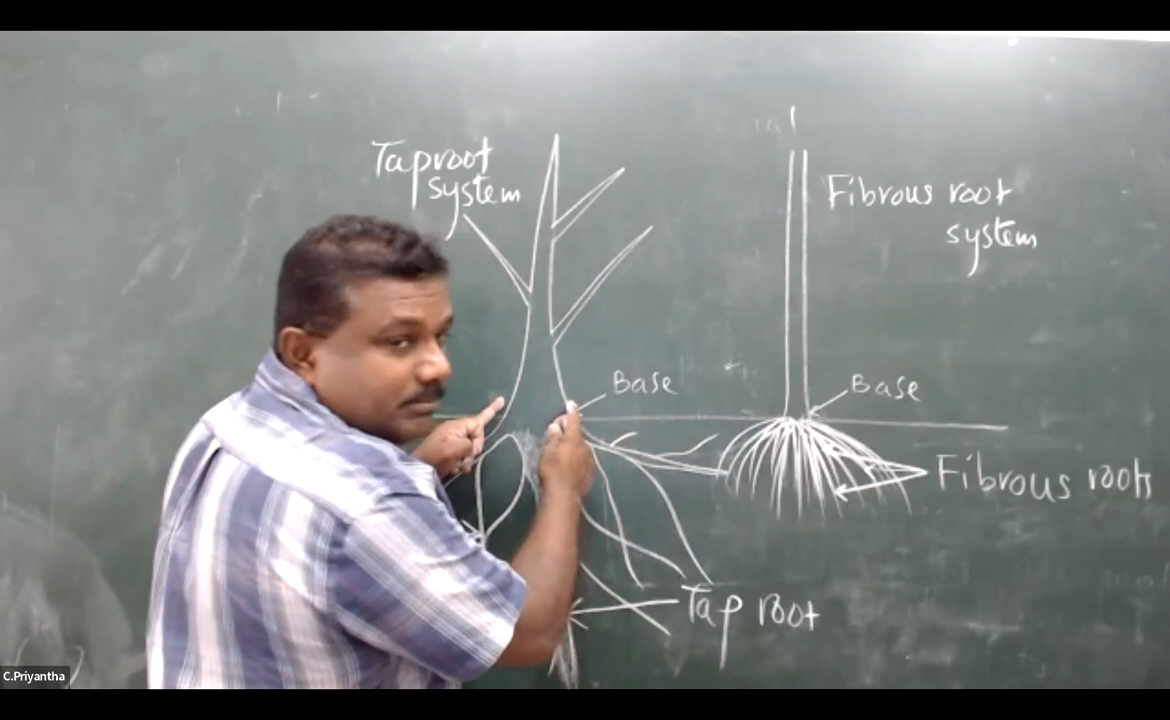 Taproot
system
Fibrous root
system
Base
Base
Fibrous roots
Tap root
C.Priyantha